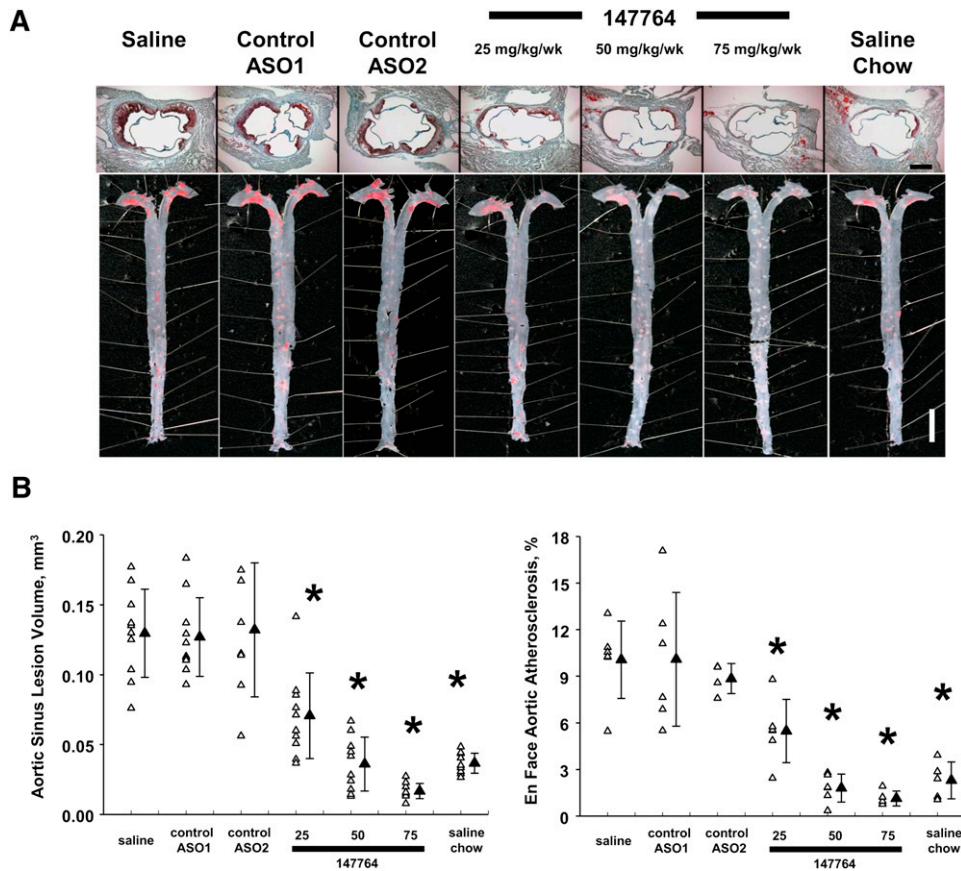 A
Saline
Control
ASO1
Control
ASO2
147764
25 mg/kg/wk
50 mg/kg/wk
75 mg/kg/wk
Saline
Chow
B
Aortic Sinus Lesion Volume, mm³
0.20
0.15
0.10
0.05
0.00
*
*
*
*
saline
control
ASO1
control
ASO2
25
50
75
147764
saline
chow
En Face Aortic Atherosclerosis, %
18
15
12
9
6
3
0
*
*
*
*
saline
control
ASO1
control
ASO2
25
50
75
147764
saline
chow